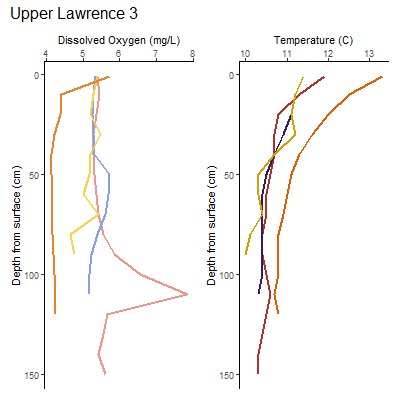 Upper Lawrence 3
Dissolved Oxygen (mg/L)
4 5 6 7 8
Depth from surface (cm)
0
50
100
150
Temperature (C)
10 11 12 13
Depth from surface (cm)
0
50
100
150